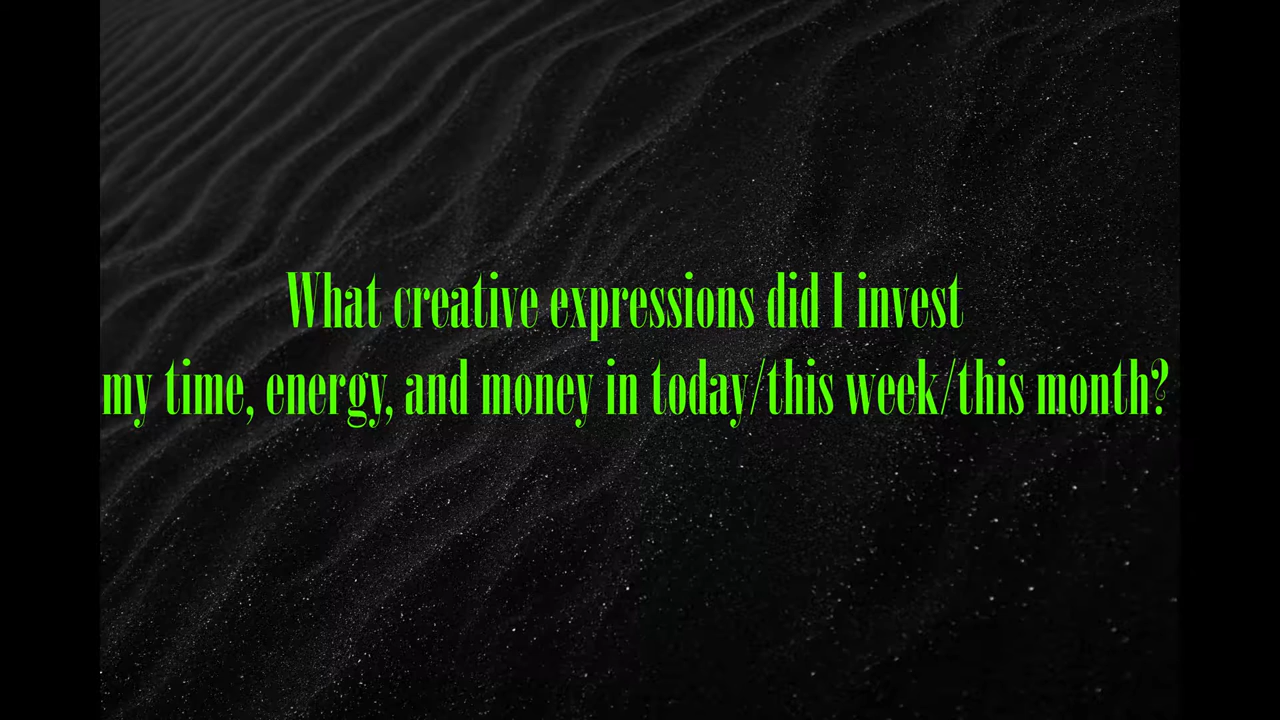 What creative expressions did I invest
my time, energy, and money in today/this week/this month?